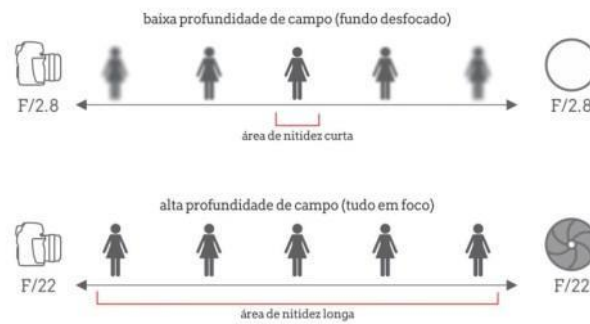 baixa profundidade de campo (fundo desfocado)
F/2.8
F/2.8
área de nitidez curta
alta profundidade de campo (tudo em foco)
F/22
F/22
área de nitidez longa